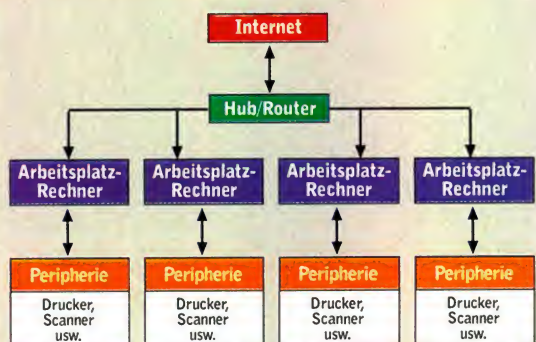 Internet
Hub/Router
Arbeitsplatz-
Rechner
Arbeitsplatz-
Rechner
Arbeitsplatz-
Rechner
Arbeitsplatz-
Rechner
Peripherie
Drucker,
Scanner
usw.
Peripherie
Drucker,
Scanner
usw.
Peripherie
Drucker,
Scanner
usw.
Peripherie
Drucker,
Scanner
usw.